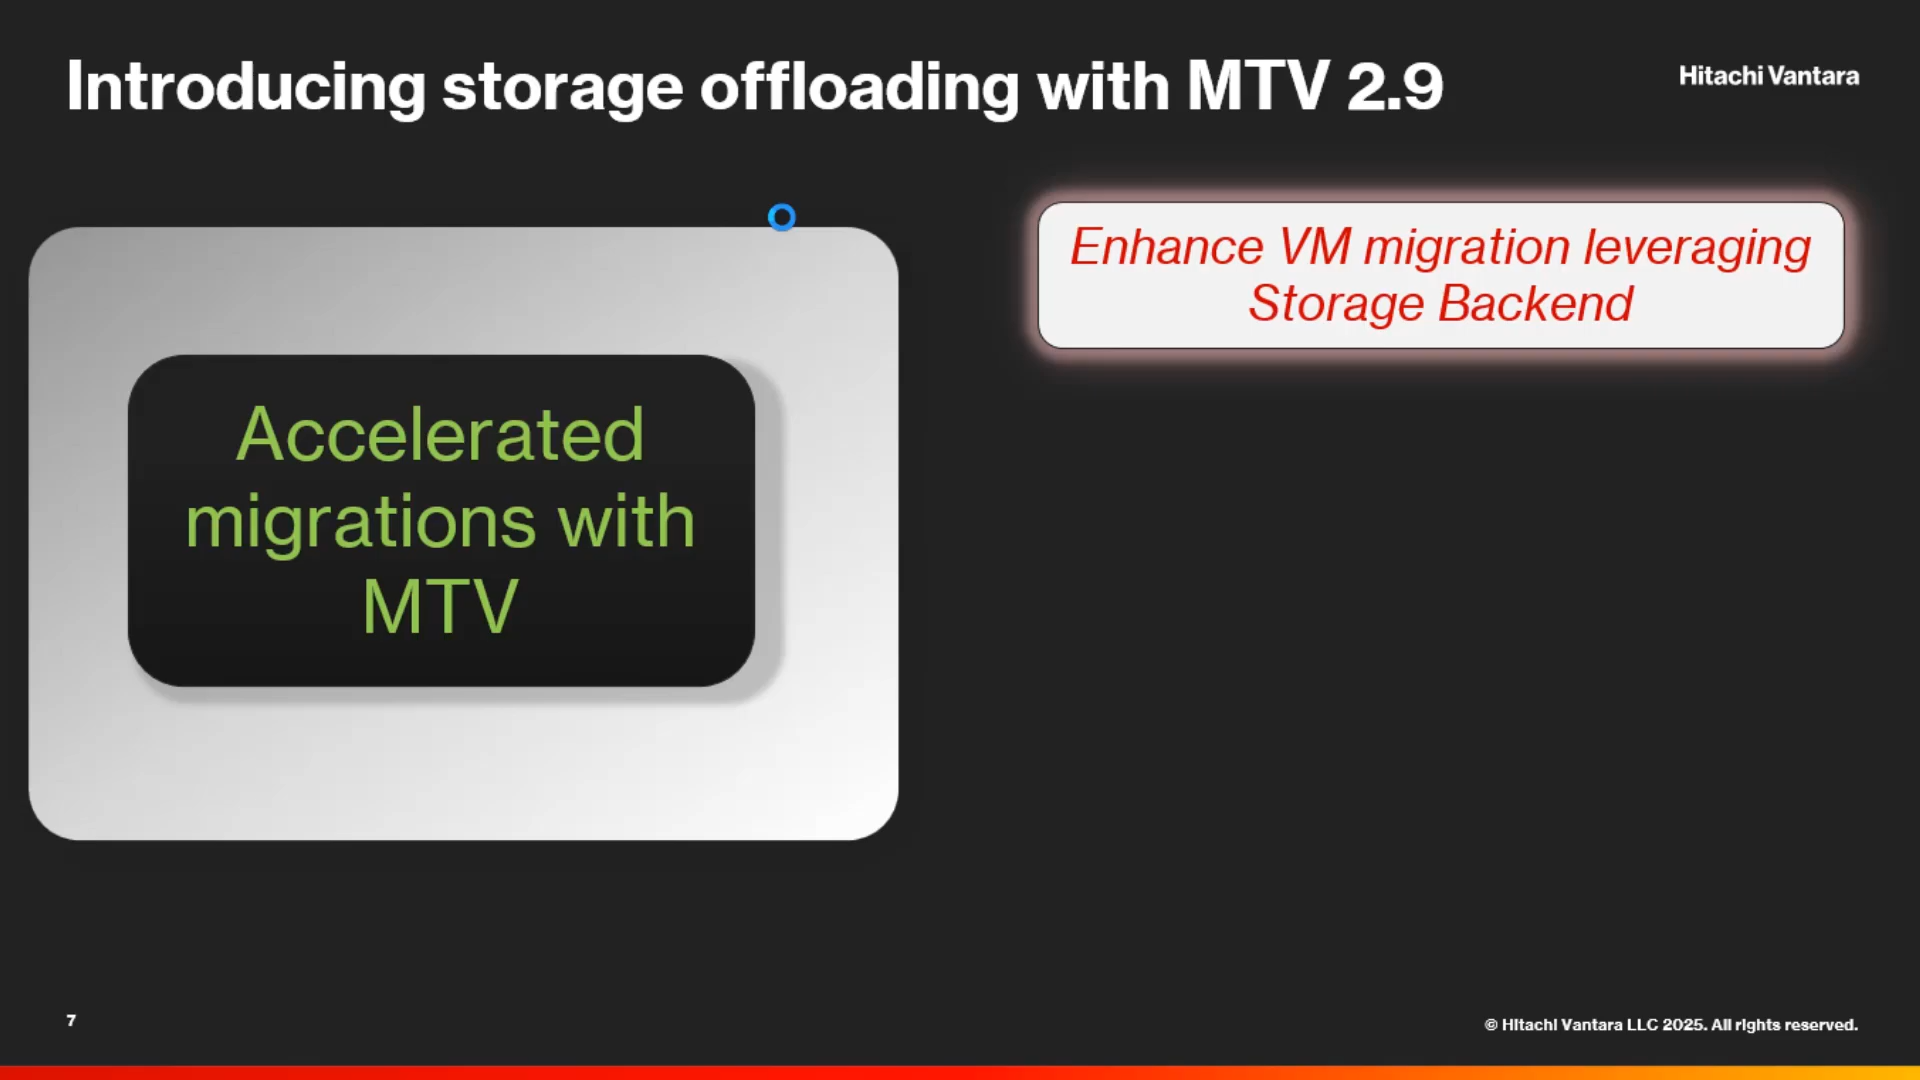 Introducing storage offloading with MTV 2.9
Hitachi Vantara
Enhance VM migration leveraging
Storage Backend
Accelerated
migrations with
MTV
7
© Hitachi Vantara LLC 2025. All rights reserved.